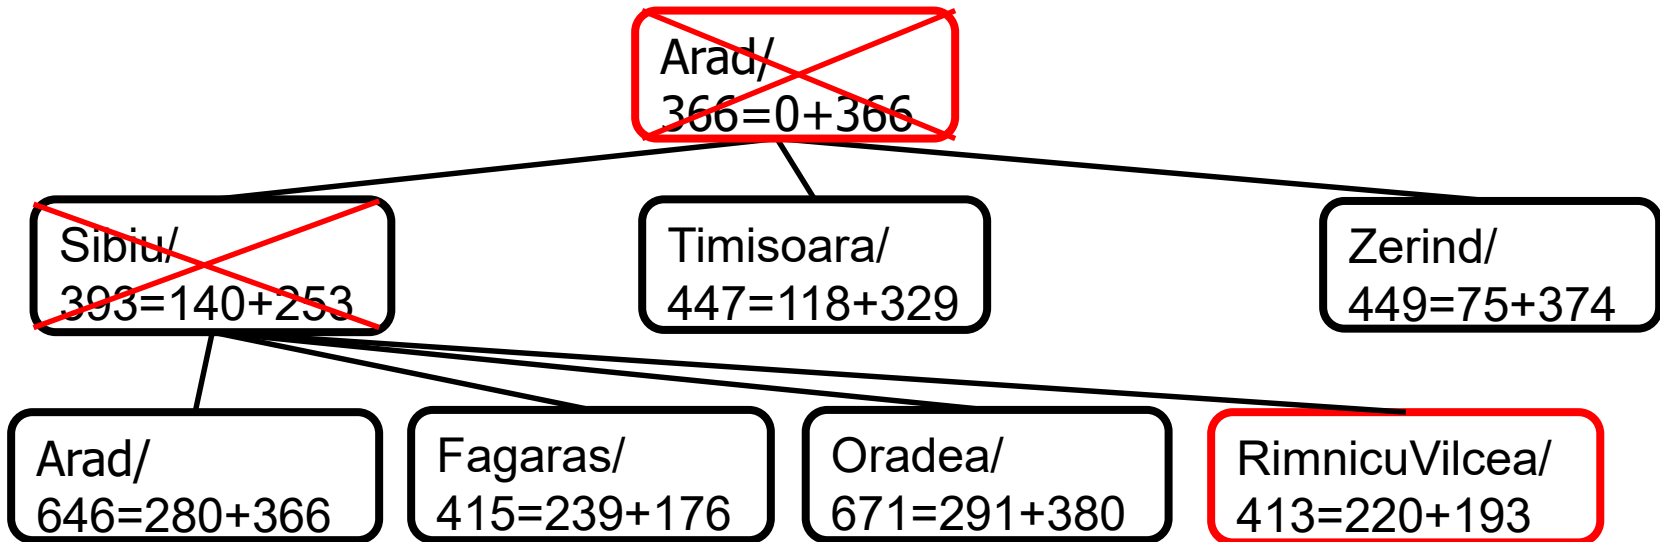 Arad/
366=0+366
Sibiu/
393=140+253
Timisoara/
447=118+329
Zerind/
449=75+374
Arad/
646=280+366
Fagaras/
415=239+176
Oradea/
671=291+380
RimnicuVilcea/
413=220+193